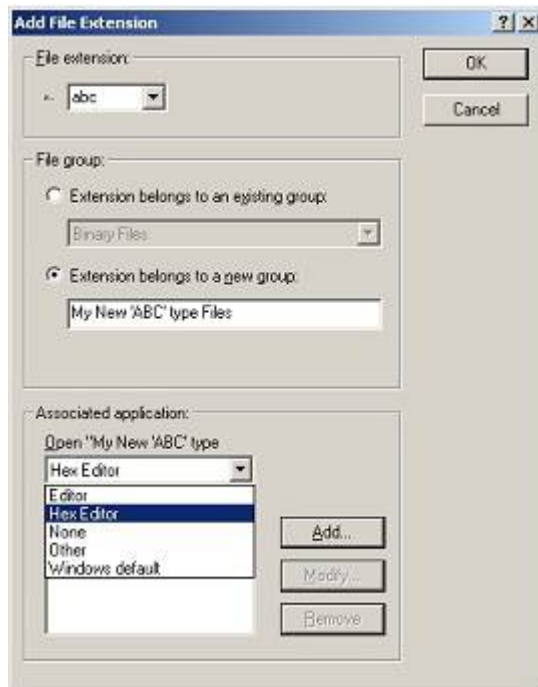 Add File Extension
File extension:
abc
OK
Cancel
File group:
Extension belongs to an existing group:
Binary Files
Extension belongs to a new group:
My New 'ABC' type Files
Associated application:
Open "My New 'ABC' type
Hex Editor
Editor
Hex Editor
None
Other
Windows default
Add...
Modify...
Remove